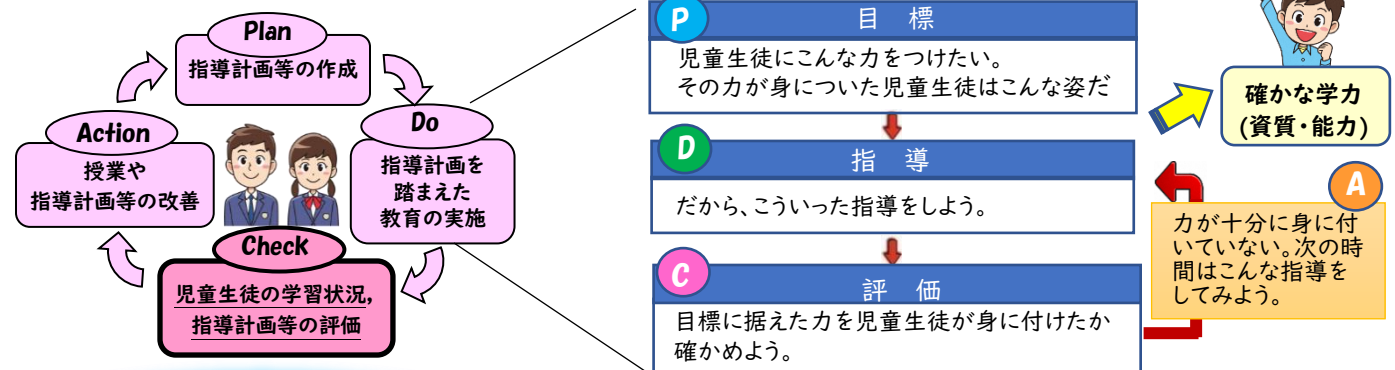 Plan
指導計画等の作成
Do
指導計画を
踏まえた
教育の実施
Check
児童生徒の学習状況,
指導計画等の評価
Action
授業や
指導計画等の改善
P
目 標
児童生徒にこんな力をつけたい。
その力が身についた児童生徒はこんな姿だ
D
指 導
だから、こういった指導をしよう。
C
評 価
目標に据えた力を児童生徒が身に付けたか
確かめよう。
A
力が十分に身に付
いていない。次の時
間はこんな指導を
してみよう。
確かな学力
(資質・能力)